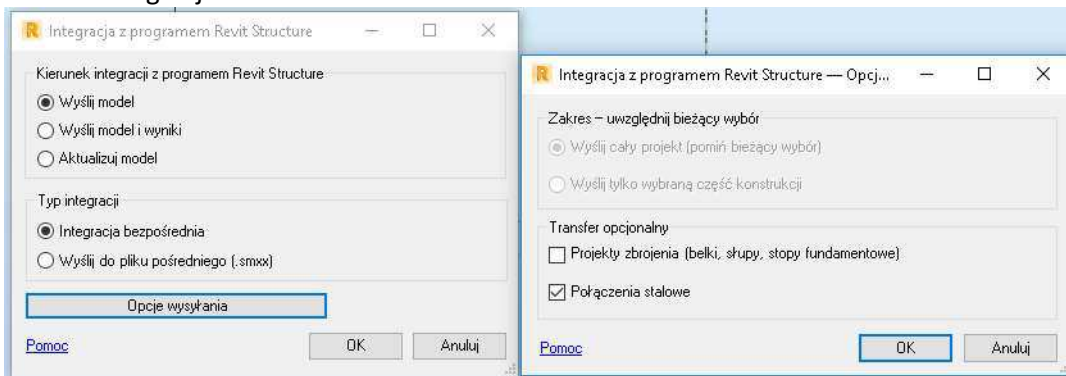 Integracja z programem Revit Structure
Kierunek integracji z programem Revit Structure
Wyślij model
Wyślij model i wyniki
Aktualizuj model
Typ integracji
Integracja bezpośrednia
Wyślij do pliku pośredniego (.smxx)
Opcje wysyłania
Pomoc
OK
Anuluj
Integracja z programem Revit Structure — Opcj...
Zakres – uwzględnij bieżący wybór
Wyślij cały projekt (pomiń bieżący wybór)
Wyślij tylko wybraną część konstrukcji
Transfer opcjonalny
Projekty zbrojenia (belki, słupy, stopy fundamentowe)
Połączenia stalowe
Pomoc
OK
Anuluj